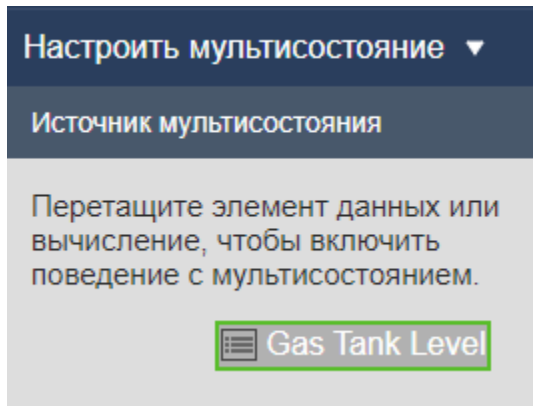 Настроить мультисостояние ▼
Источник мультисостояния
Перетащите элемент данных или
вычисление, чтобы включить
поведение с мультисостоянием.
Gas Tank Level